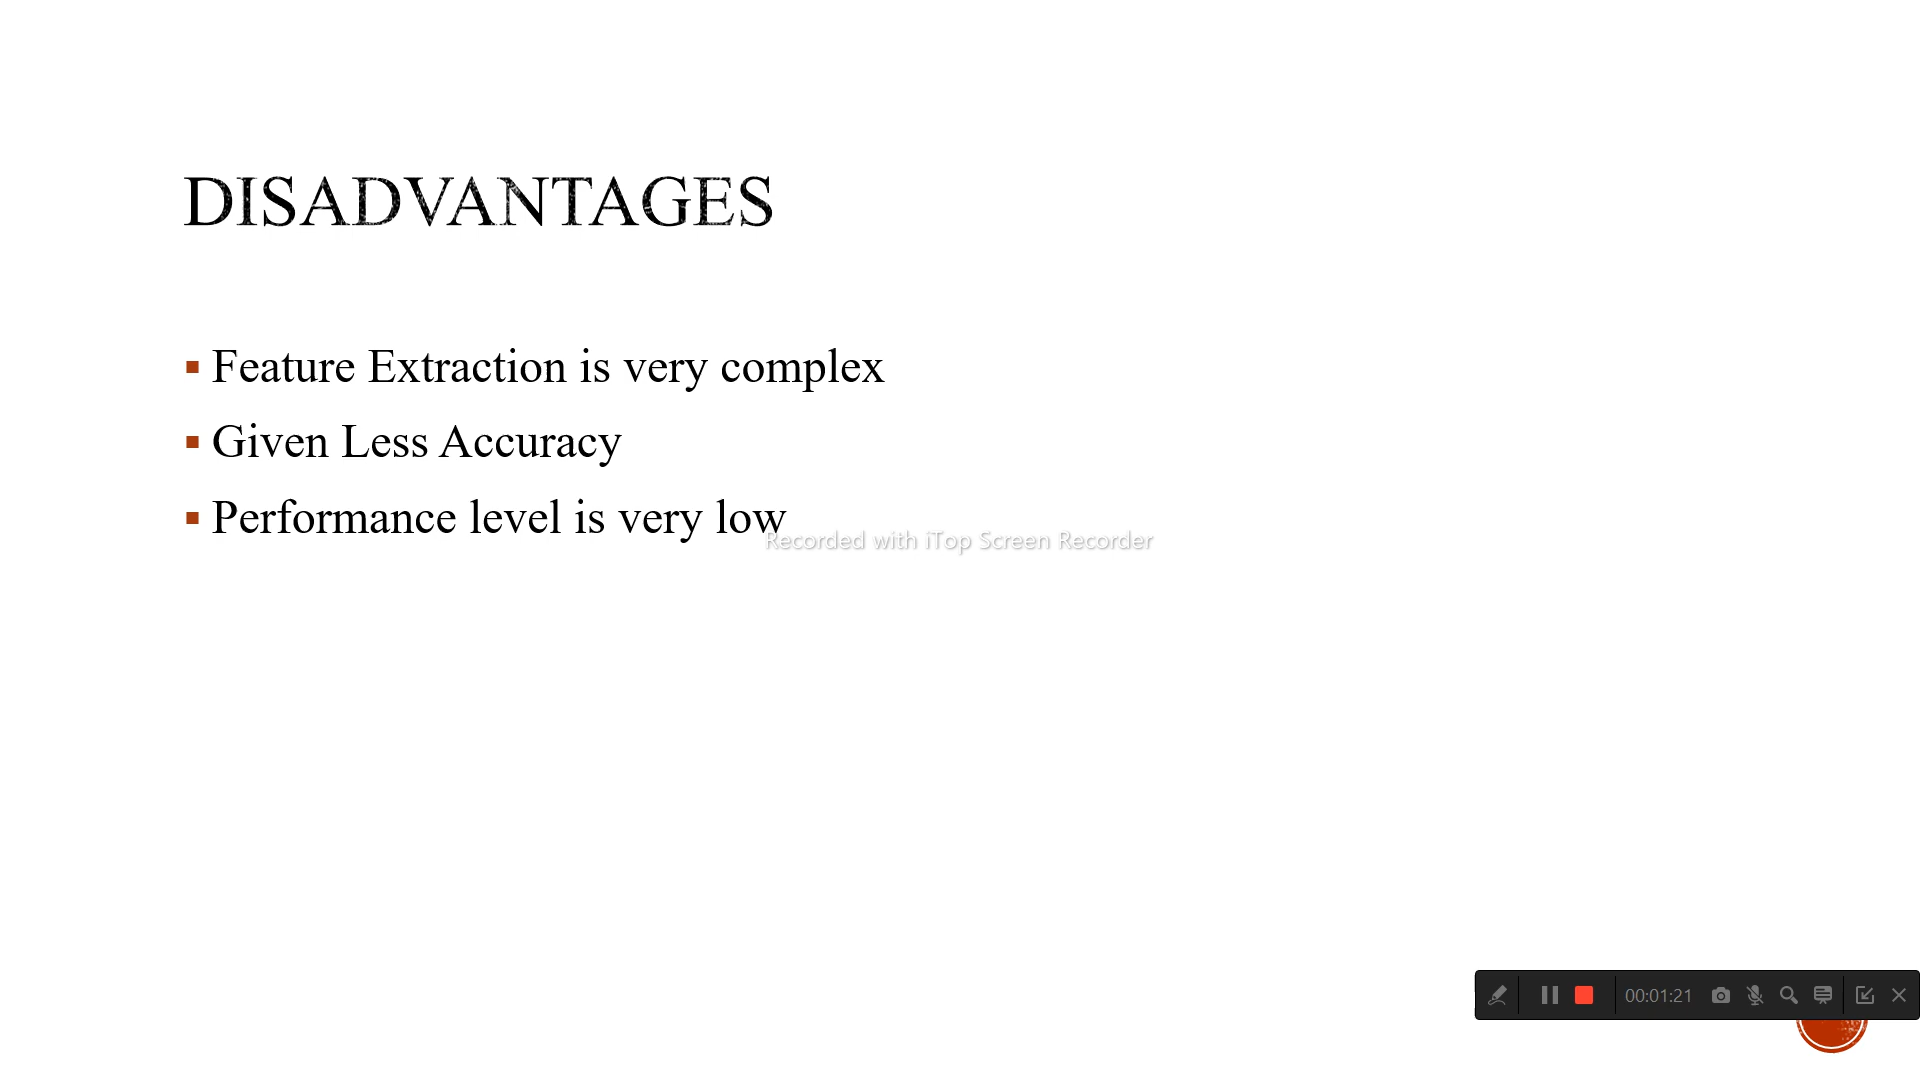 DISADVANTAGES
Feature Extraction is very complex
Given Less Accuracy
Performance level is very low
Recorded with iTop Screen Recorder
00:01:21